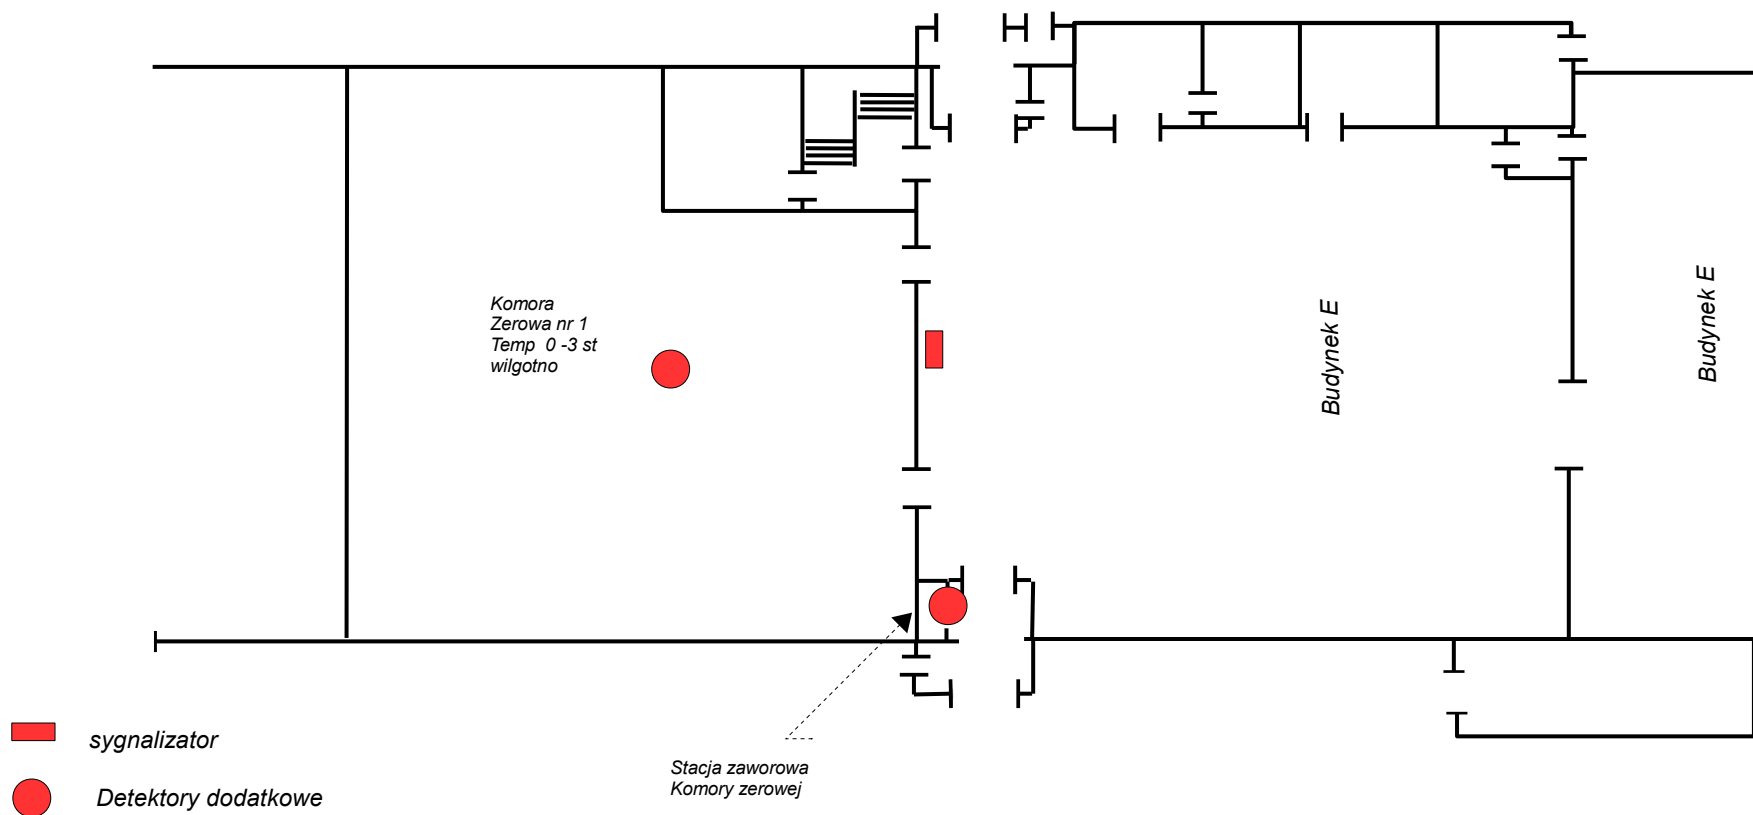 Komora
Zerowa nr 1
Temp  0 -3 st
wilgotno
Budynek E
Budynek E
sygnalizator
Detektory dodatkowe
Stacja zaworowa
Komory zerowej